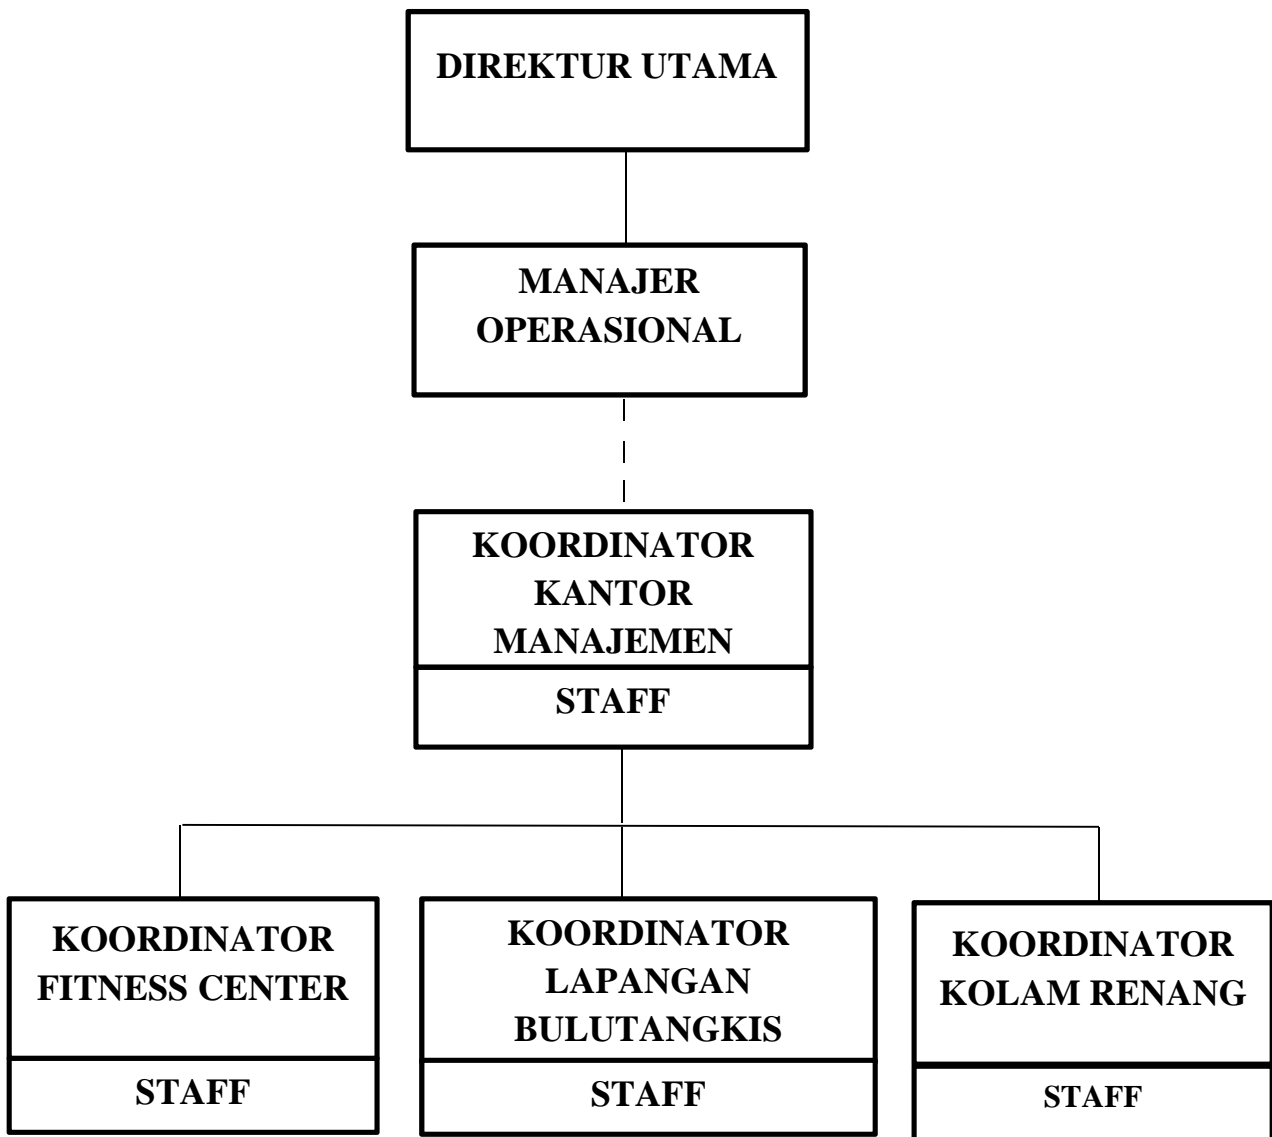 DIREKTUR UTAMA
MANAJER
OPERASIONAL
KOORDINATOR
KANTOR
MANAJEMEN
STAFF
KOORDINATOR
FITNESS CENTER
STAFF
KOORDINATOR
LAPANGAN
BULUTANGKIS
STAFF
KOORDINATOR
KOLAM RENANG
STAFF